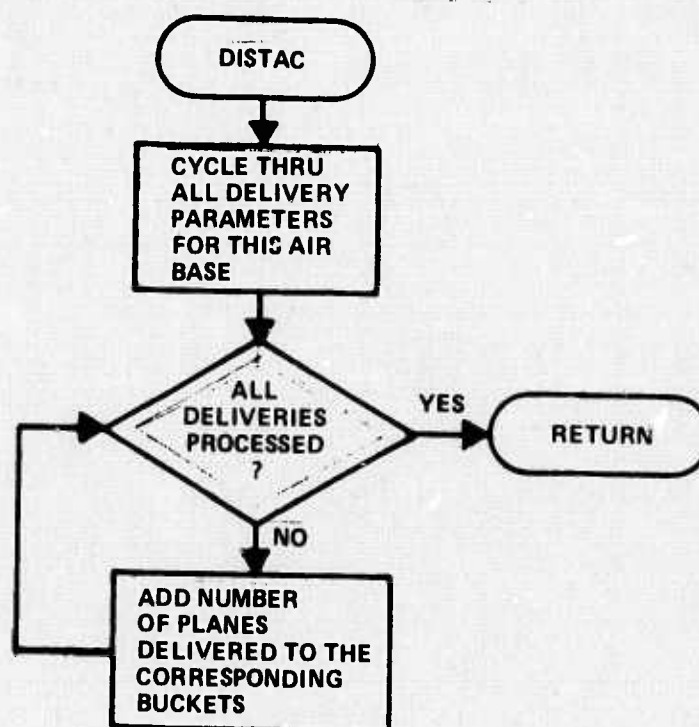 DISTAC
CYCLE THRU
ALL DELIVERY
PARAMETERS
FOR THIS AIR
BASE
ALL
DELIVERIES
PROCESSED
?
YES
RETURN
NO
ADD NUMBER
OF PLANES
DELIVERED TO THE
CORRESPONDING
BUCKETS